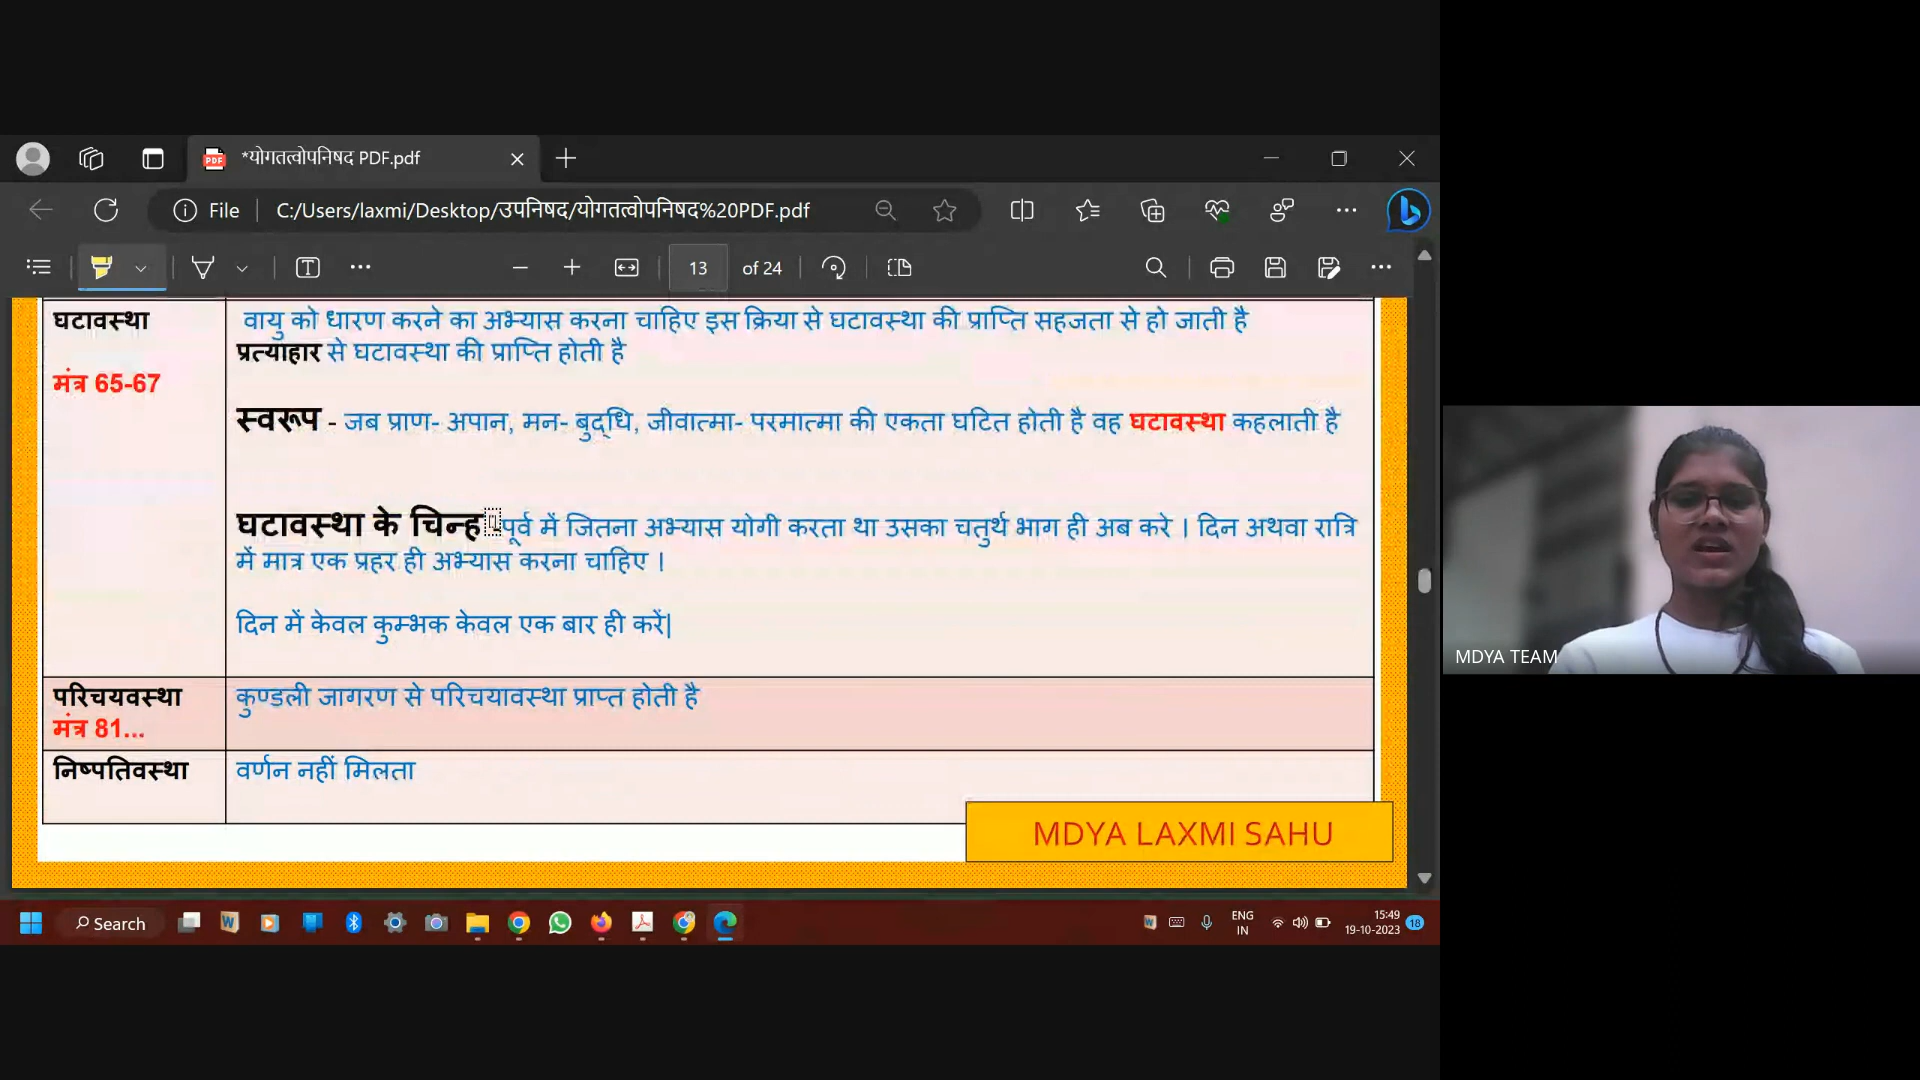 *योगतत्वोपनिषद PDF.pdf
File
C:/Users/laxmi/Desktop/उपनिषद/योगतत्वोपनिषद%20PDF.pdf
13 of 24
घटावस्था
मंत्र 65-67
वायु को धारण करने का अभ्यास करना चाहिए इस क्रिया से घटावस्था की प्राप्ति सहजता से हो जाती है
प्रत्याहार से घटावस्था की प्राप्ति होती है
स्वरूप - जब प्राण- अपान, मन- बुद्धि, जीवात्मा- परमात्मा की एकता घटित होती है वह घटावस्था कहलाती है
घटावस्था के चिन्ह -पूर्व में जितना अभ्यास योगी करता था उसका चतुर्थ भाग ही अब करे । दिन अथवा रात्रि
में मात्र एक प्रहर ही अभ्यास करना चाहिए ।
दिन में केवल कुम्भक केवल एक बार ही करें|
परिचयवस्था
मंत्र 81...
कुण्डली जागरण से परिचयावस्था प्राप्त होती है
निष्पतिवस्था
वर्णन नहीं मिलता
MDYA LAXMI SAHU
MDYA TEAM
Search
ENG
IN
15:49
19-10-2023
18